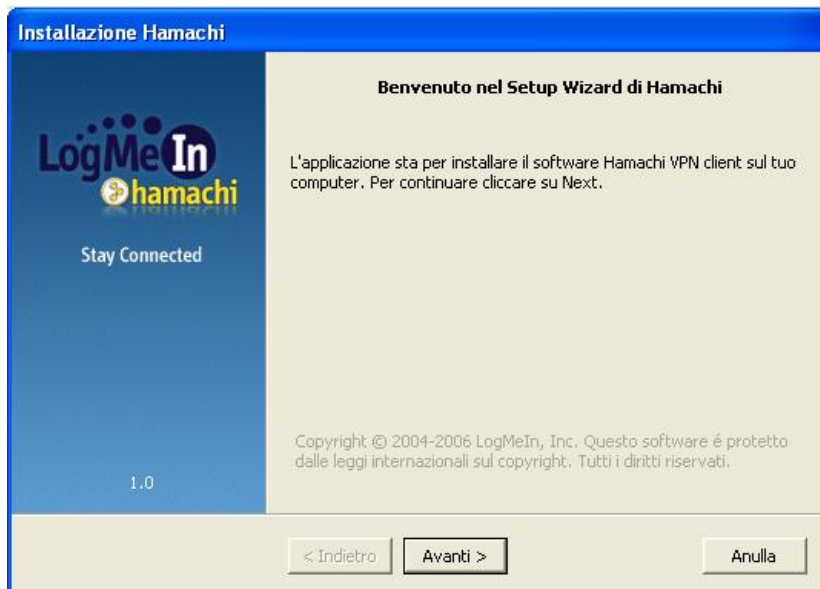 Installazione Hamachi
LogMeIn
hamachi
Stay Connected
1.0
Benvenuto nel Setup Wizard di Hamachi
L'applicazione sta per installare il software Hamachi VPN client sul tuo
computer. Per continuare cliccare su Next.
Copyright © 2004-2006 LogMeIn, Inc. Questo software é protetto
dalle leggi internazionali sul copyright. Tutti i diritti riservati.
< Indietro
Avanti >
Anulla